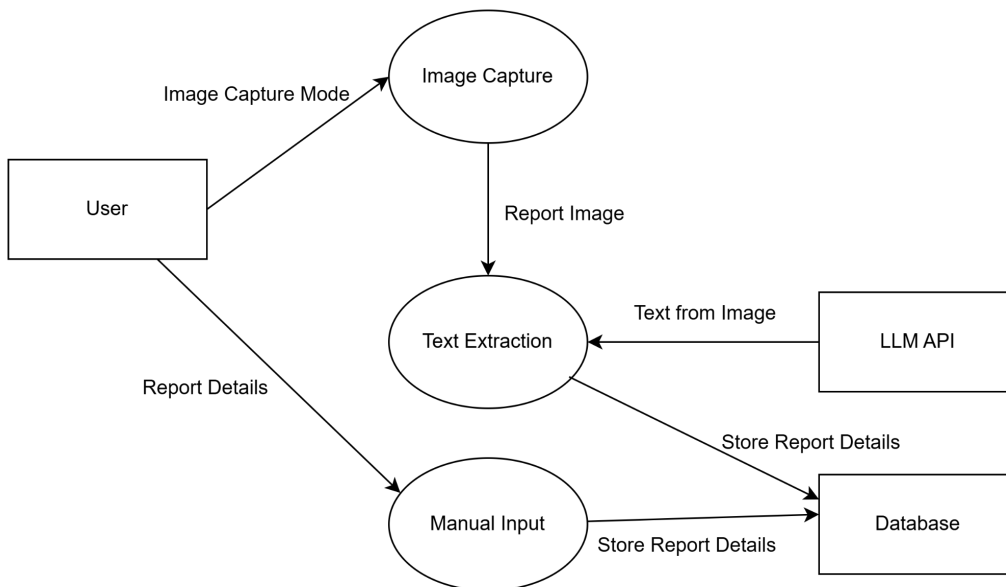 Image Capture
Image Capture Mode
User
Report Image
Text from Image
Text Extraction
LLM API
Report Details
Store Report Details
Manual Input
Database
Store Report Details